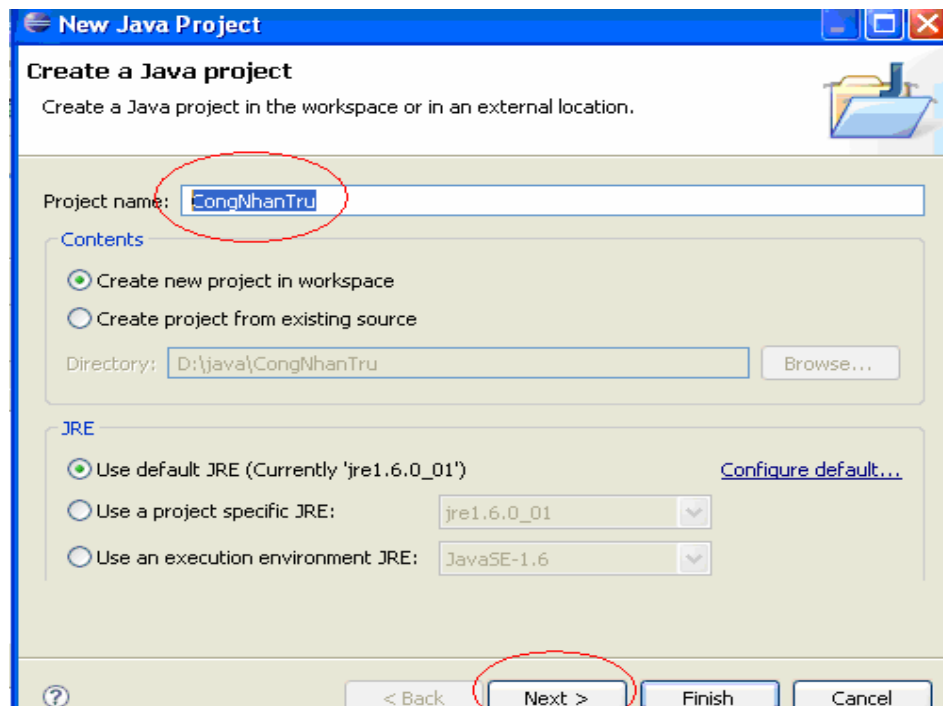 New Java Project
Create a Java project
Create a Java project in the workspace or in an external location.
Project name: CongNhanTru
Contents
Create new project in workspace
Create project from existing source
Directory: D:\java\CongNhanTru Browse...
JRE
Use default JRE (Currently 'jre1.6.0_01') Configure default...
Use a project specific JRE: jre1.6.0_01
Use an execution environment JRE: JavaSE-1.6
? < Back Next > Finish Cancel